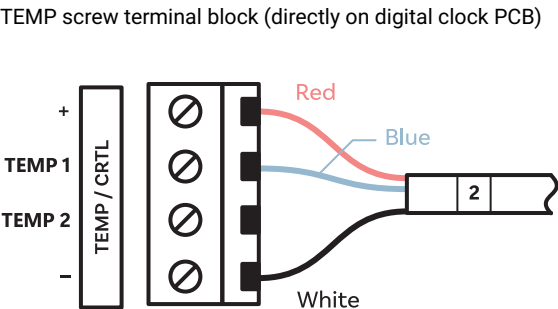 TEMP screw terminal block (directly on digital clock PCB)
Red
+
Blue
TEMP 1
TEMP / CRTL
2
TEMP 2
−
White